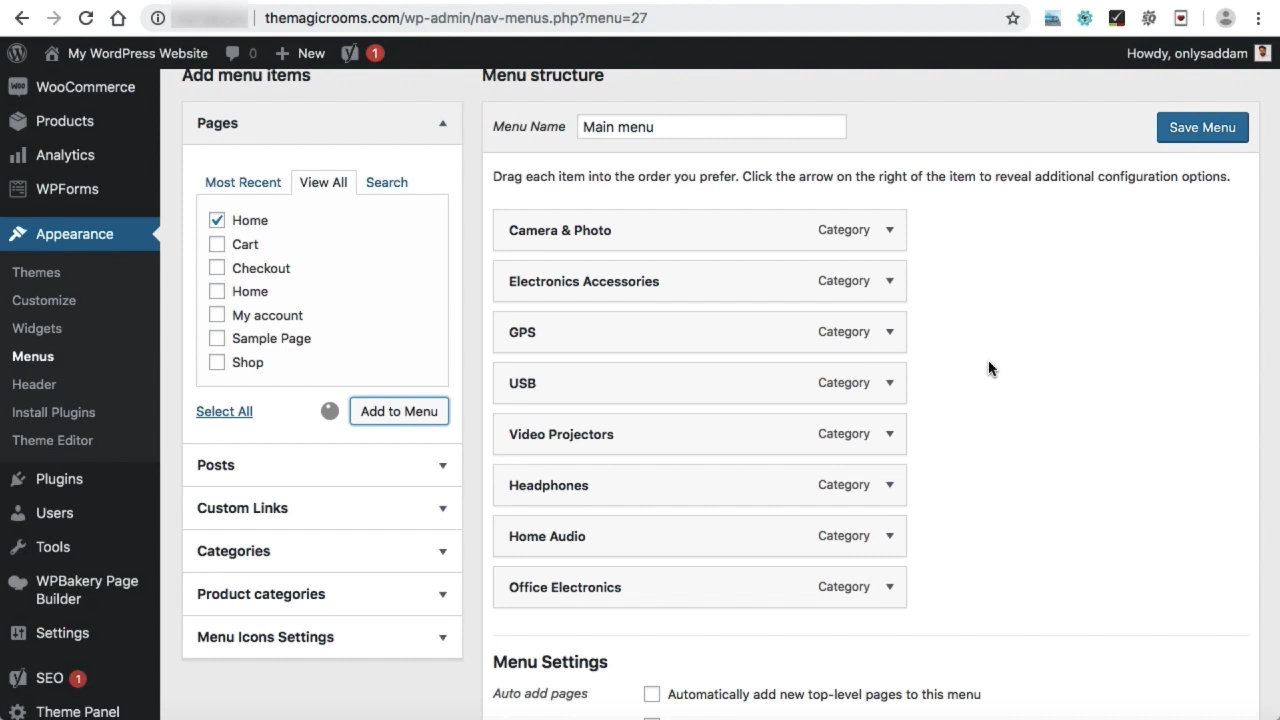 themagicrooms.com/wp-admin/nav-menus.php?menu=27
My WordPress Website
0
New
1
Howdy, onlysaddam
WooCommerce
Products
Analytics
WPForms
Appearance
Themes
Customize
Widgets
Menus
Header
Install Plugins
Theme Editor
Plugins
Users
Tools
WPBakery Page
Builder
Settings
SEO 1
Theme Panel
Add menu items
Pages
Most Recent
View All
Search
Home
Cart
Checkout
Home
My account
Sample Page
Shop
Select All
Add to Menu
Posts
Custom Links
Categories
Product categories
Menu Icons Settings
Menu structure
Menu Name
Main menu
Save Menu
Drag each item into the order you prefer. Click the arrow on the right of the item to reveal additional configuration options.
Camera & Photo Category
Electronics Accessories Category
GPS Category
USB Category
Video Projectors Category
Headphones Category
Home Audio Category
Office Electronics Category
Menu Settings
Auto add pages
Automatically add new top-level pages to this menu